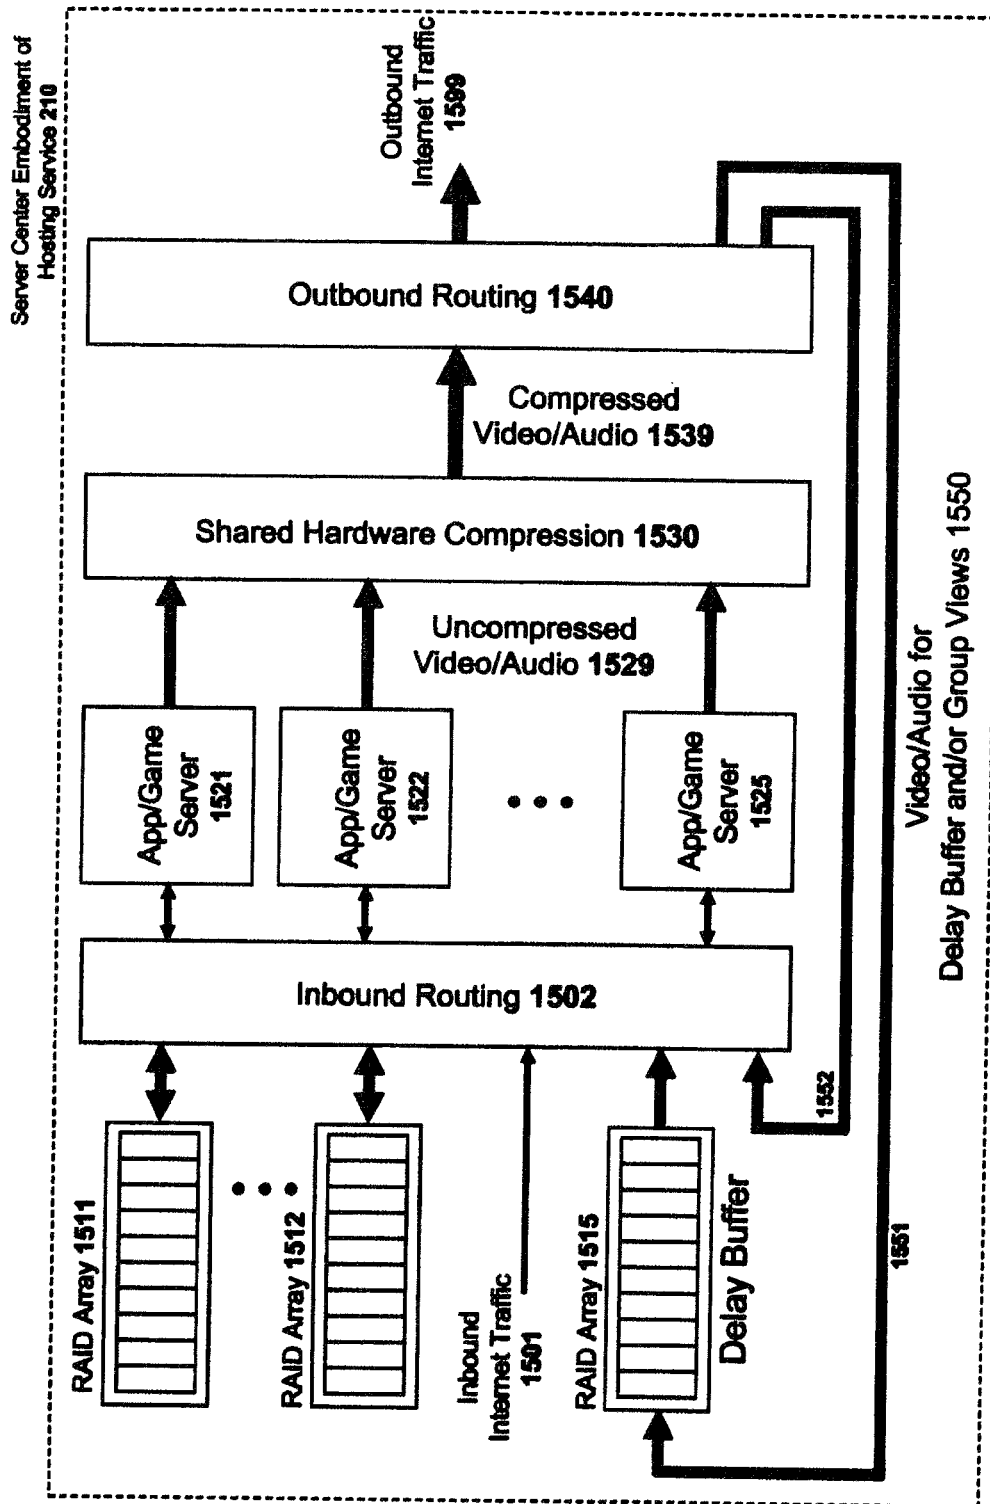 Server Center Embodiment of
Hosting Service 210
RAID Array 1511
RAID Array 1512
Inbound
Internet Traffic
1501
RAID Array 1515
Delay Buffer
Inbound Routing 1502
App/Game
Server
1521
App/Game
Server
1522
App/Game
Server
1525
Uncompressed
Video/Audio 1529
Shared Hardware Compression 1530
Compressed
Video/Audio 1539
Outbound Routing 1540
Outbound
Internet Traffic
1599
1552
1551
Video/Audio for
Delay Buffer and/or Group Views 1550